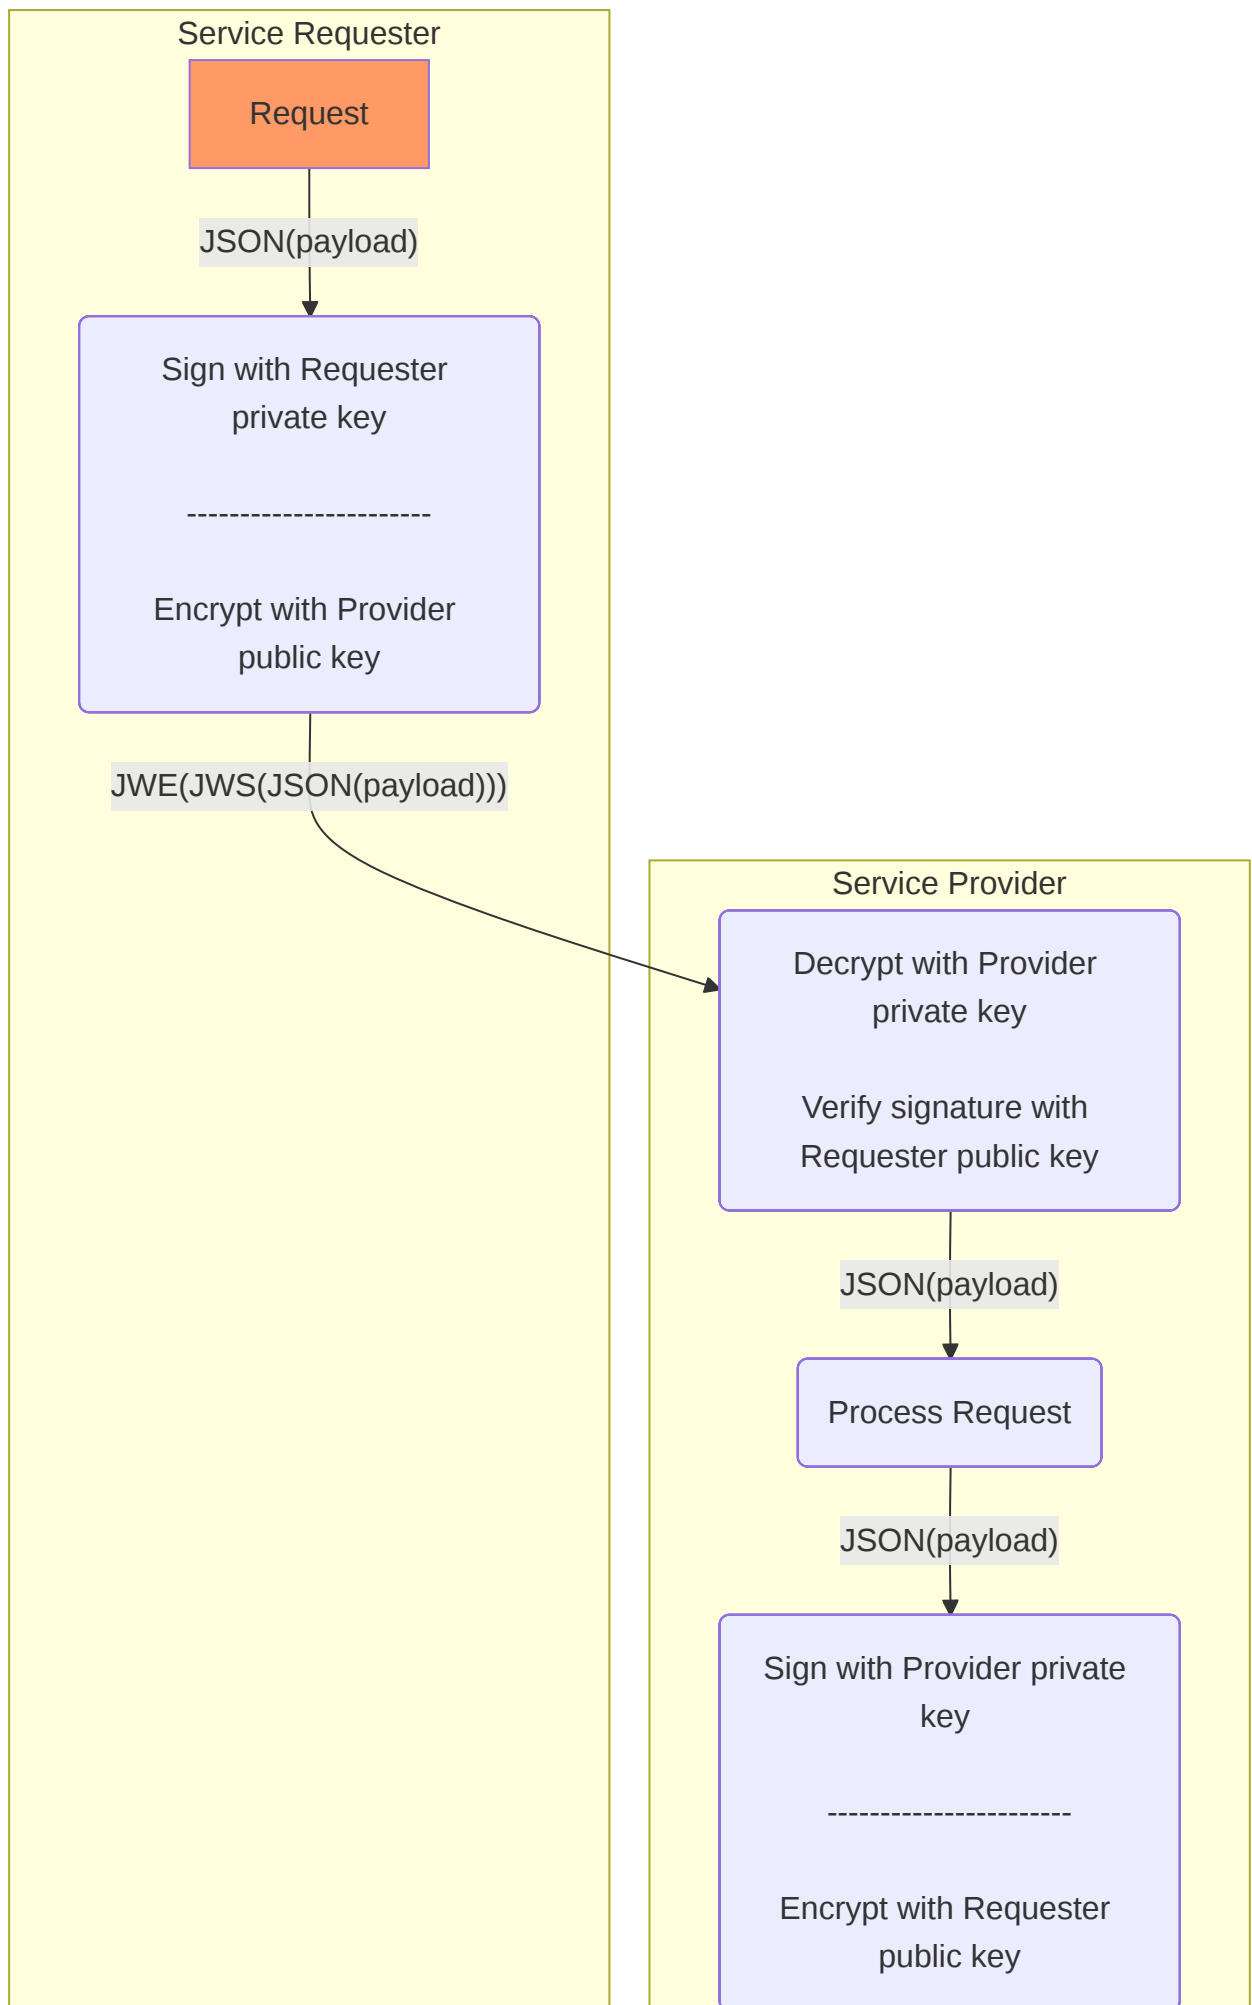 Service Requester
Request
JSON(payload)
Sign with Requester
private key
-----------------------
Encrypt with Provider
public key
JWE(JWS(JSON(payload)))
Service Provider
Decrypt with Provider
private key
Verify signature with
Requester public key
JSON(payload)
Process Request
JSON(payload)
Sign with Provider private
key
-----------------------
Encrypt with Requester
public key